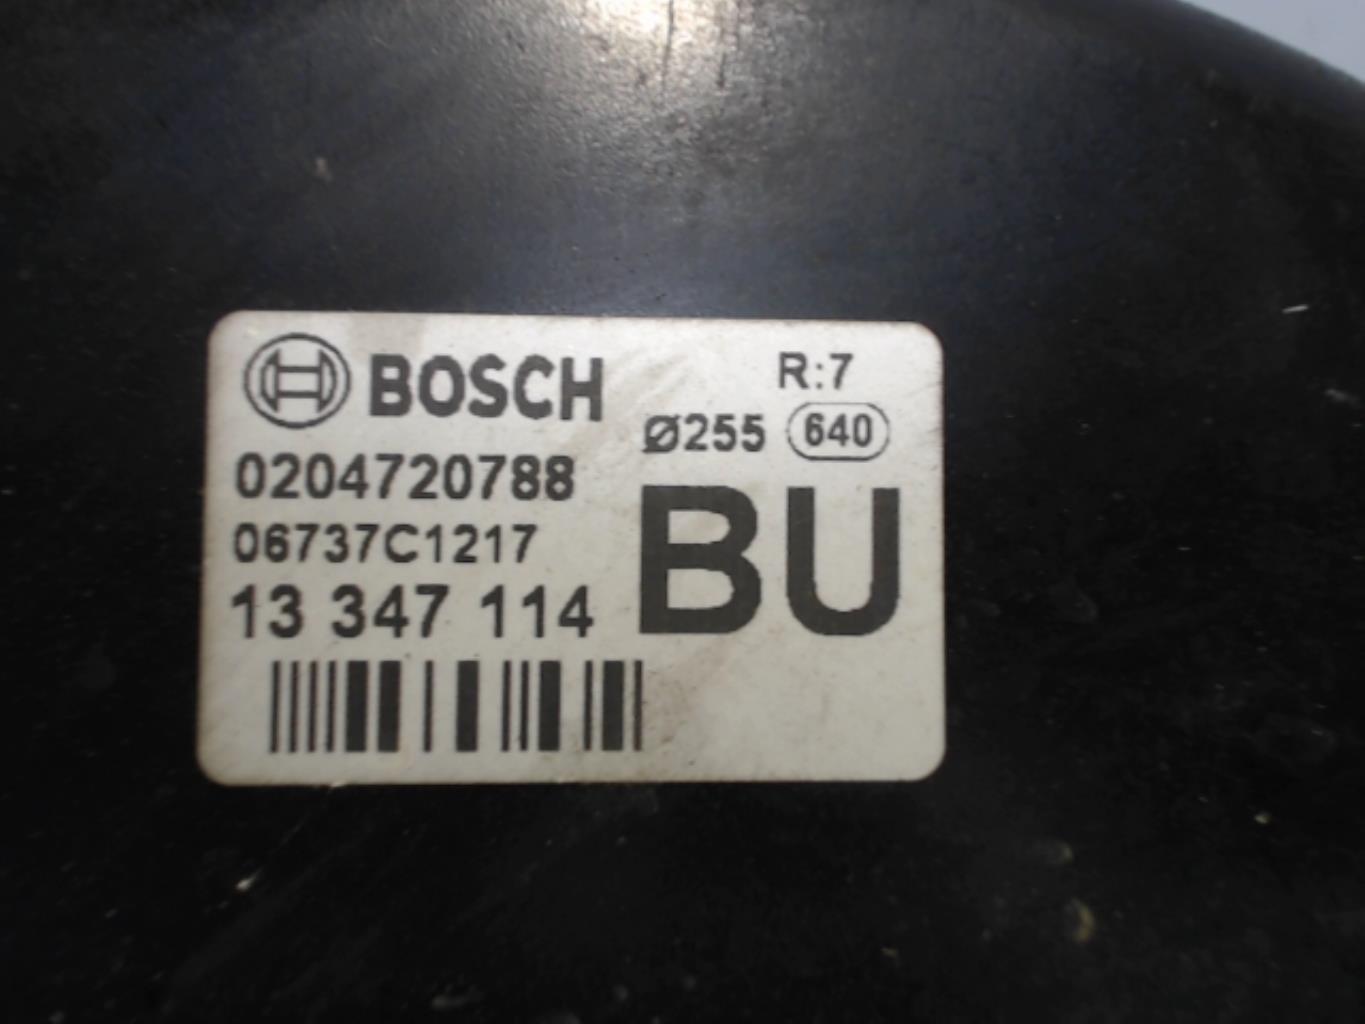 BOSCH
R:7
Ø255 640
0204720788
06737C1217
13 347 114
BU